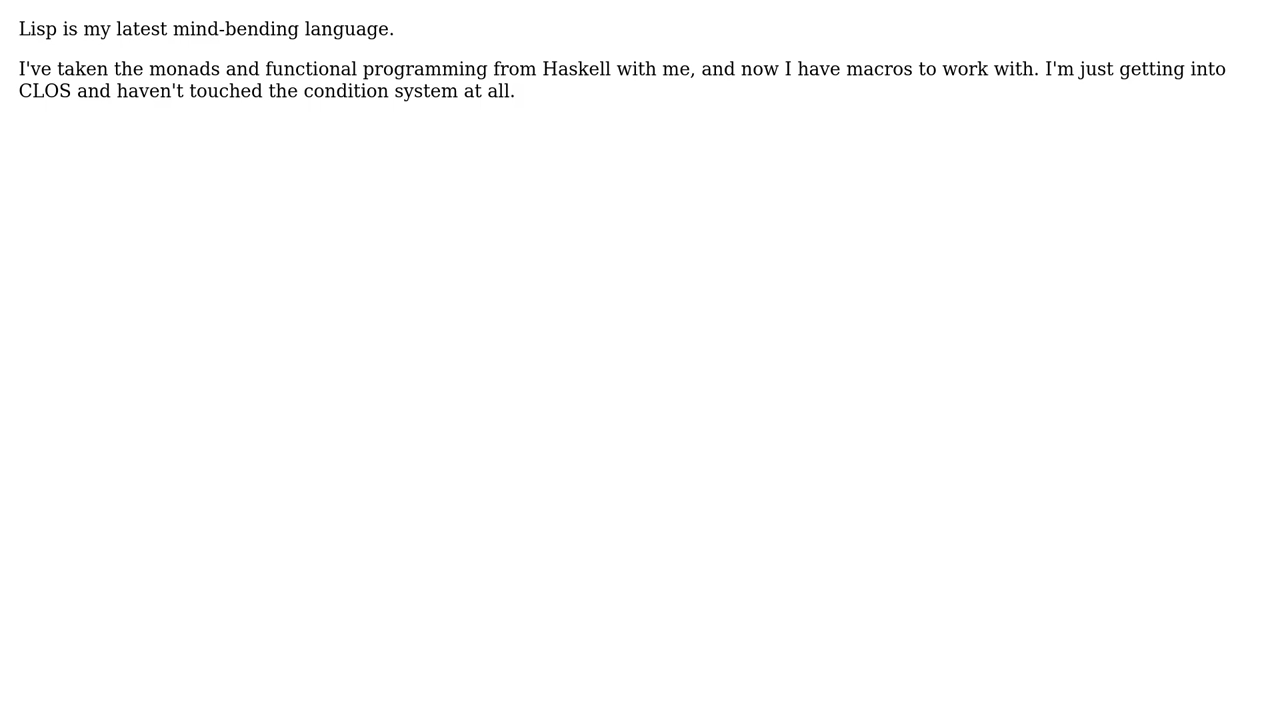 Lisp is my latest mind-bending language.
I've taken the monads and functional programming from Haskell with me, and now I have macros to work with. I'm just getting into
CLOS and haven't touched the condition system at all.